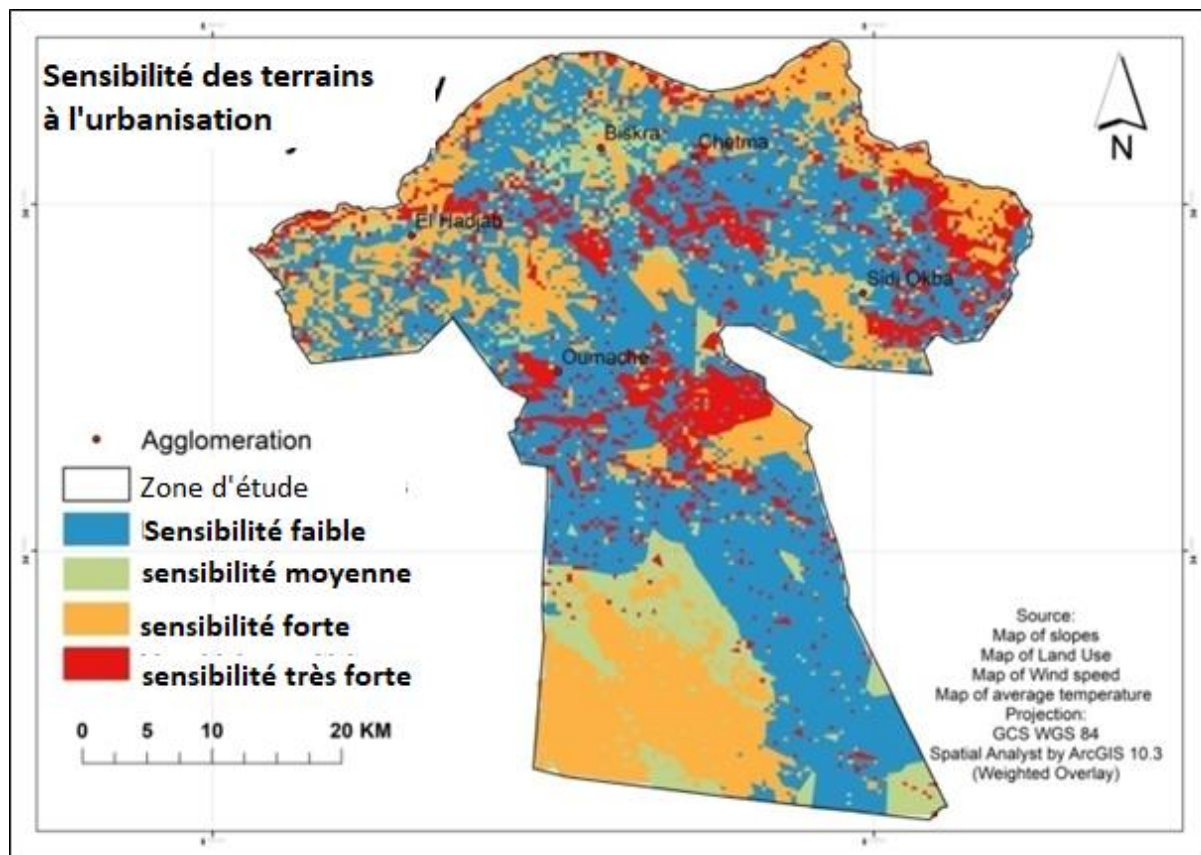 Sensibilité des terrains
à l'urbanisation
N
Biskra
Chetma
El Hadjab
Sidi Okba
Oumache
Agglomeration
Zone d'étude
Sensibilité faible
sensibilité moyenne
sensibilité forte
sensibilité très forte
0 5 10 20 KM
Source:
Map of slopes
Map of Land Use
Map of Wind speed
Map of average temperature
Projection:
GCS WGS 84
Spatial Analyst by ArcGIS 10.3
(Weighted Overlay)